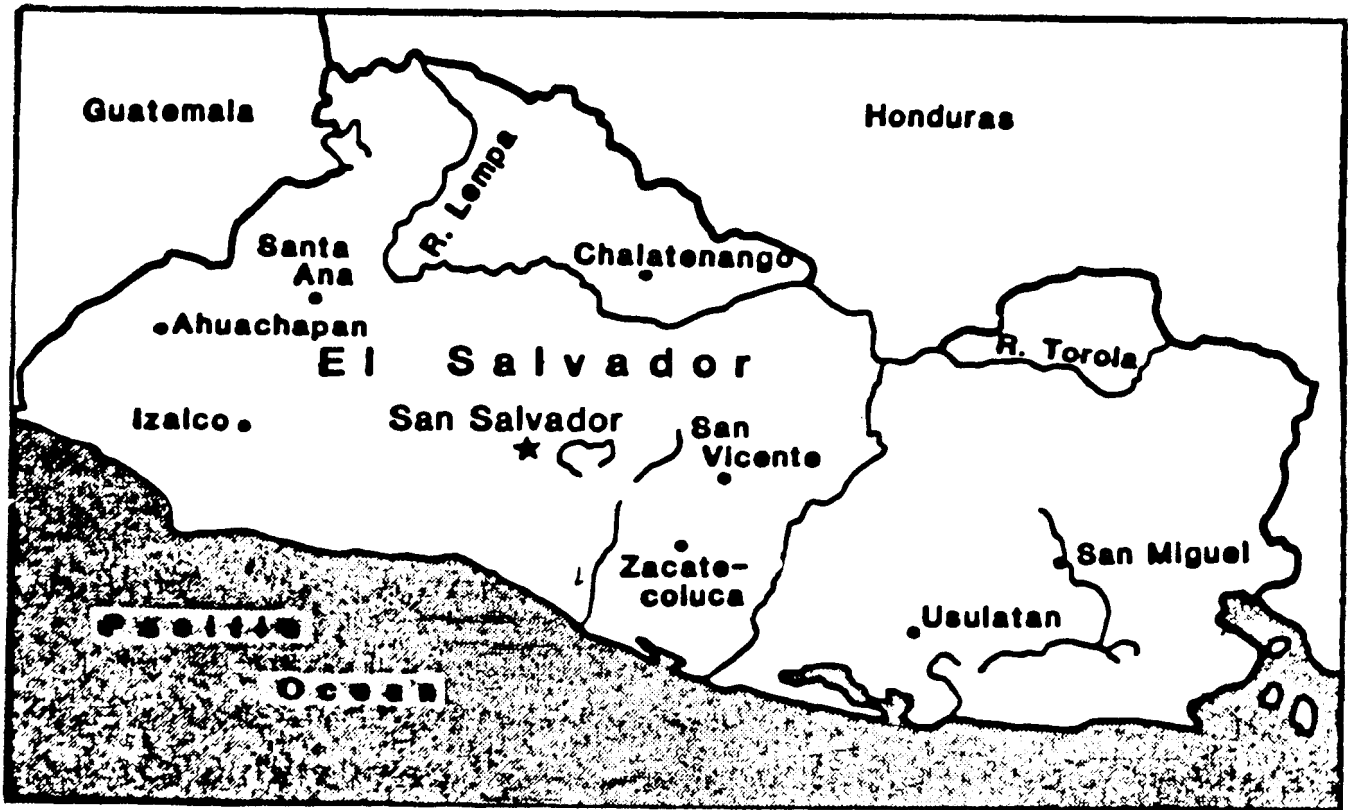 Guatemala
Honduras
R. Lempa
Santa
Ana
Chalatenango
Ahuachapan
El Salvador
R. Torola
Izalco
San Salvador
San
Vicente
Zacate-
coluca
San Miguel
Usulatan
Pacific
Ocean